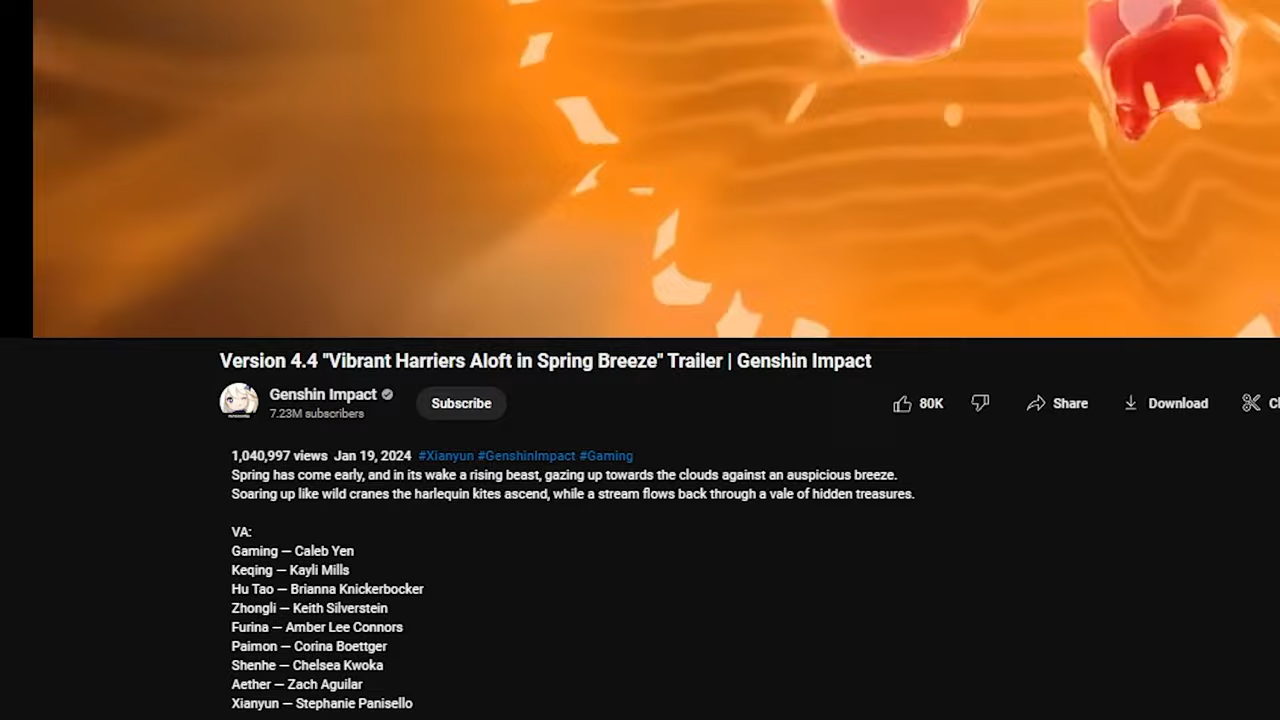 Version 4.4 "Vibrant Harriers Aloft in Spring Breeze" Trailer | Genshin Impact
Genshin Impact
7.23M subscribers
Subscribe
80K
Share
Download
1,040,997 views Jan 19, 2024 #Xianyun #GenshinImpact #Gaming
Spring has come early, and in its wake a rising beast, gazing up towards the clouds against an auspicious breeze.
Soaring up like wild cranes the harlequin kites ascend, while a stream flows back through a vale of hidden treasures.
VA:
Gaming — Caleb Yen
Keqing — Kayli Mills
Hu Tao — Brianna Knickerbocker
Zhongli — Keith Silverstein
Furina — Amber Lee Connors
Paimon — Corina Boettger
Shenhe — Chelsea Kwoka
Aether — Zach Aguilar
Xianyun — Stephanie Panisello